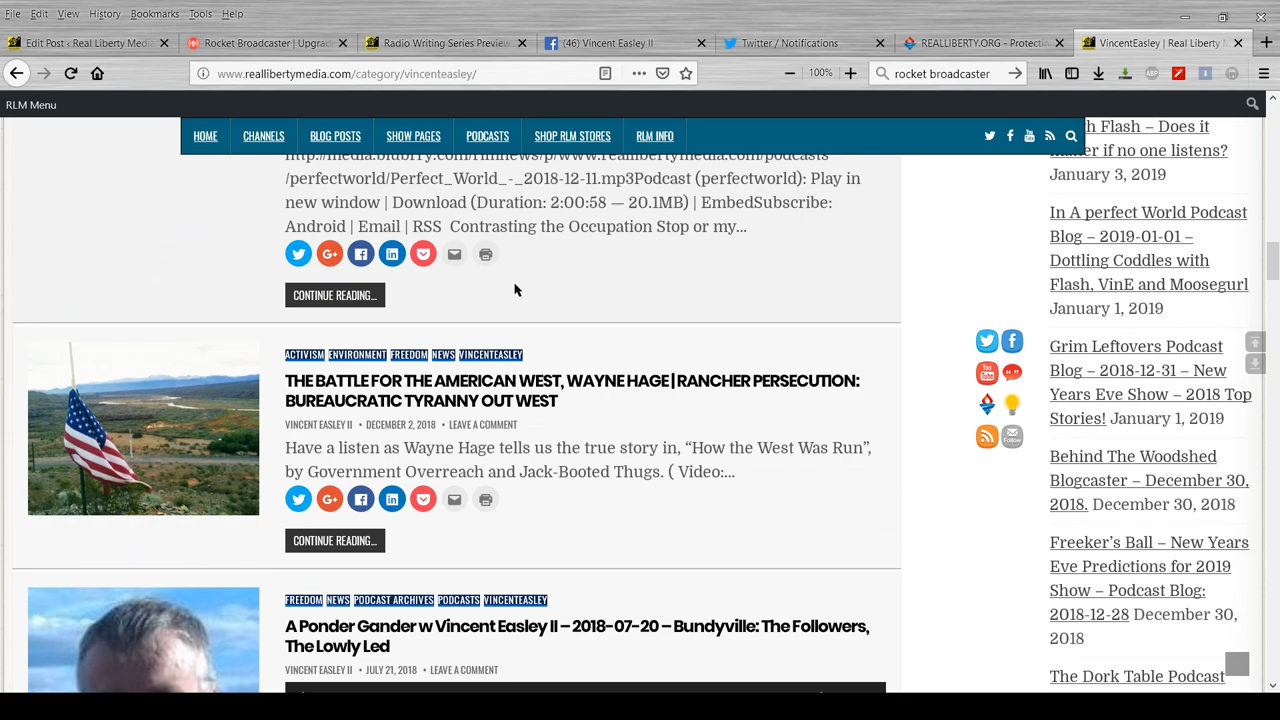 File Edit View History Bookmarks Tools Help
Edit Post ‹ Real Liberty Med
Rocket Broadcaster | Upgrad
Radio Writing Series Preview
(46) Vincent Easley II
Twitter / Notifications
REALLIBERTY.ORG - Protectin
VincentEasley | Real Liberty M
www.reallibertymedia.com/category/vincenteasley/
100%
rocket broadcaster
ABP
RLM Menu
HOME CHANNELS BLOG POSTS SHOW PAGES PODCASTS SHOP RLM STORES RLM INFO
http://media.blubrry.com/rlmnews/p/www.reallibertymedia.com/podcasts
/perfectworld/Perfect_World_-_2018-12-11.mp3Podcast (perfectworld): Play in
new window | Download (Duration: 2:00:58 — 20.1MB) | EmbedSubscribe:
Android | Email | RSS Contrasting the Occupation Stop or my...
CONTINUE READING...
ACTIVISM ENVIRONMENT FREEDOM NEWS VINCENTEASLEY
THE BATTLE FOR THE AMERICAN WEST, WAYNE HAGE | RANCHER PERSECUTION:
BUREAUCRATIC TYRANNY OUT WEST
VINCENT EASLEY II • DECEMBER 2, 2018 • LEAVE A COMMENT
Have a listen as Wayne Hage tells us the true story in, “How the West Was Run”,
by Government Overreach and Jack-Booted Thugs. ( Video:...
CONTINUE READING...
FREEDOM NEWS PODCAST ARCHIVES PODCASTS VINCENTEASLEY
A Ponder Gander w Vincent Easley II – 2018-07-20 – Bundyville: The Followers,
The Lowly Led
VINCENT EASLEY II • JULY 21, 2018 • LEAVE A COMMENT
h Flash – Does it
if no one listens?
January 3, 2019
In A perfect World Podcast
Blog – 2019-01-01 –
Dottling Coddles with
Flash, VinE and Moosegurl
January 1, 2019
Grim Leftovers Podcast
Blog – 2018-12-31 – New
Years Eve Show – 2018 Top
Stories! January 1, 2019
Behind The Woodshed
Blogcaster – December 30,
2018. December 30, 2018
Freeker’s Ball – New Years
Eve Predictions for 2019
Show – Podcast Blog:
2018-12-28 December 30,
2018
The Dork Table Podcast
You Tube
Follow